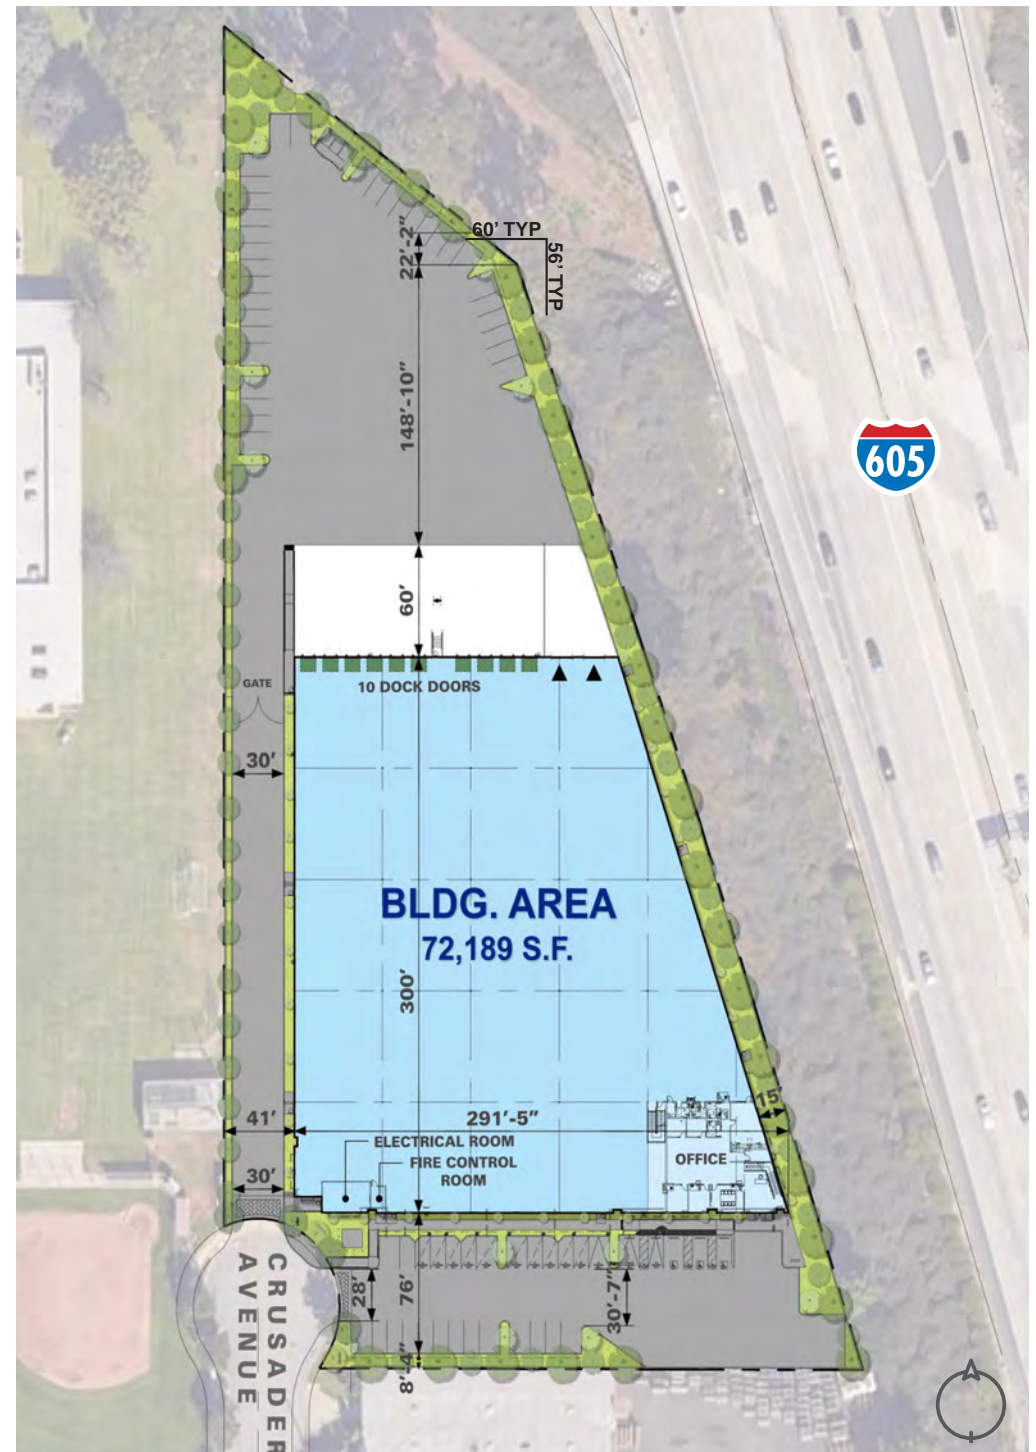 60' TYP
56' TYP.
22'-2"
148'-10"
605
60'
10 DOCK DOORS
GATE
30'
BLDG. AREA
72,189 S.F.
300'
15'
41'
291'-5"
ELECTRICAL ROOM
FIRE CONTROL
ROOM
OFFICE
30'
CRUSADER
AVENUE
28'
76'
30'-7"
8'-4"